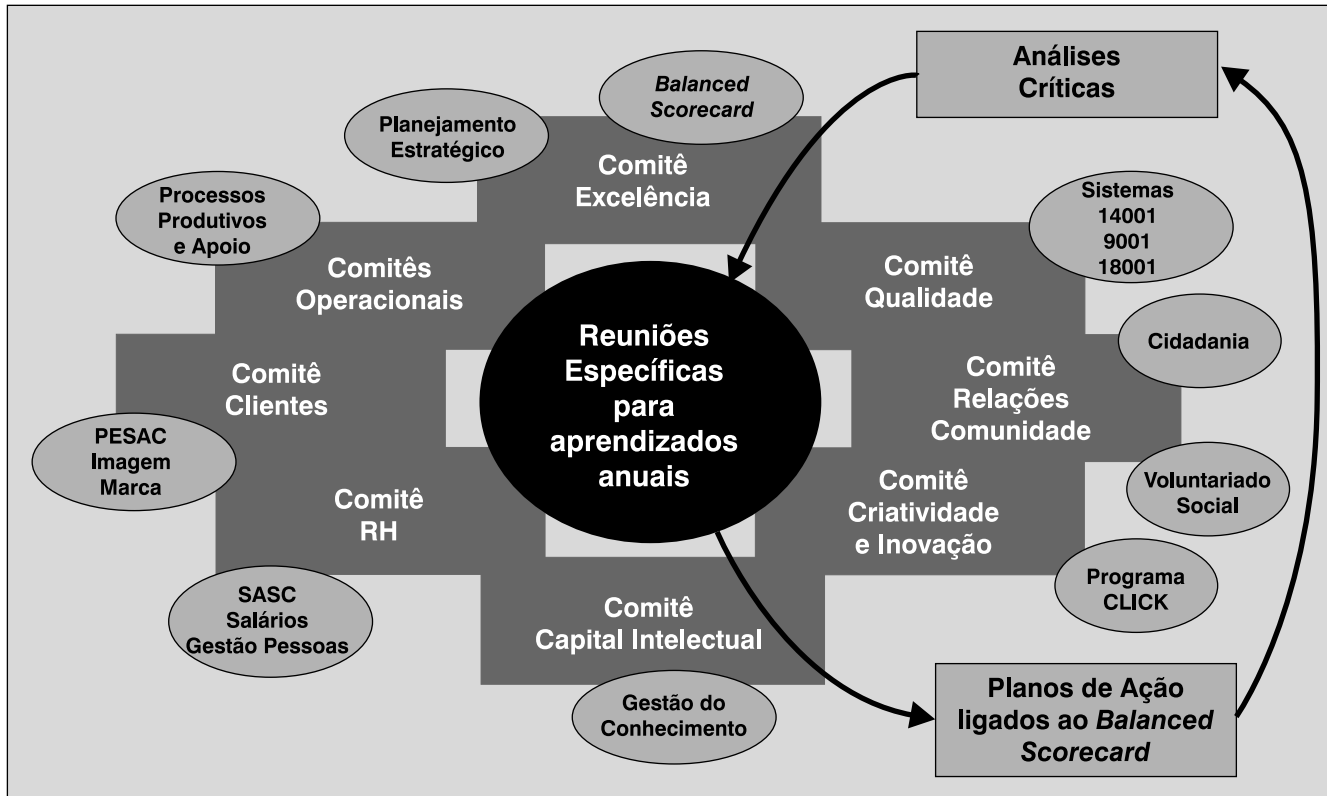 Análises
Críticas
Balanced
Scorecard
Planejamento
Estratégico
Comitê
Excelência
Processos
Produtivos
e Apoio
Sistemas
14001
9001
18001
Comitês
Operacionais
Comitê
Qualidade
Reuniões
Específicas
para
aprendizados
anuais
Cidadania
Comitê
Clientes
Comitê
Relações
Comunidade
PESAC
Imagem
Marca
Voluntariado
Social
Comitê
RH
Comitê
Criatividade
e Inovação
Programa
CLICK
SASC
Salários
Gestão Pessoas
Comitê
Capital Intelectual
Gestão do
Conhecimento
Planos de Ação
ligados ao Balanced
Scorecard